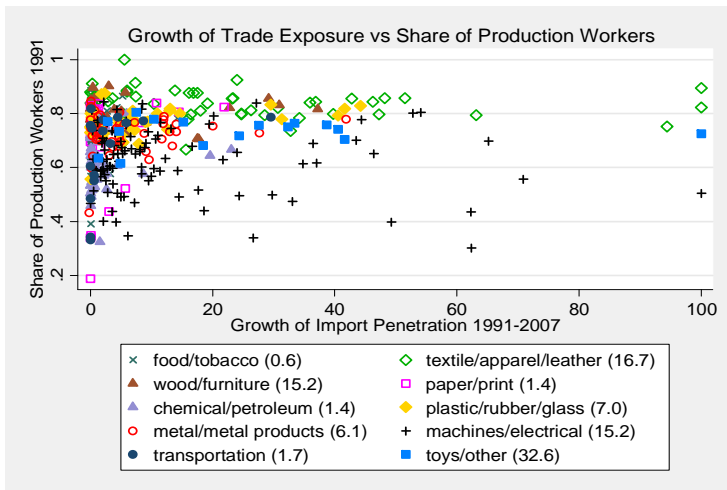 Growth of Trade Exposure vs Share of Production Workers
Share of Production Workers 1991
1
.8
.6
.4
.2
0 20 40 60 80 100
Growth of Import Penetration 1991-2007
food/tobacco (0.6) textile/apparel/leather (16.7)
wood/furniture (15.2) paper/print (1.4)
chemical/petroleum (1.4) plastic/rubber/glass (7.0)
metal/metal products (6.1) machines/electrical (15.2)
transportation (1.7) toys/other (32.6)